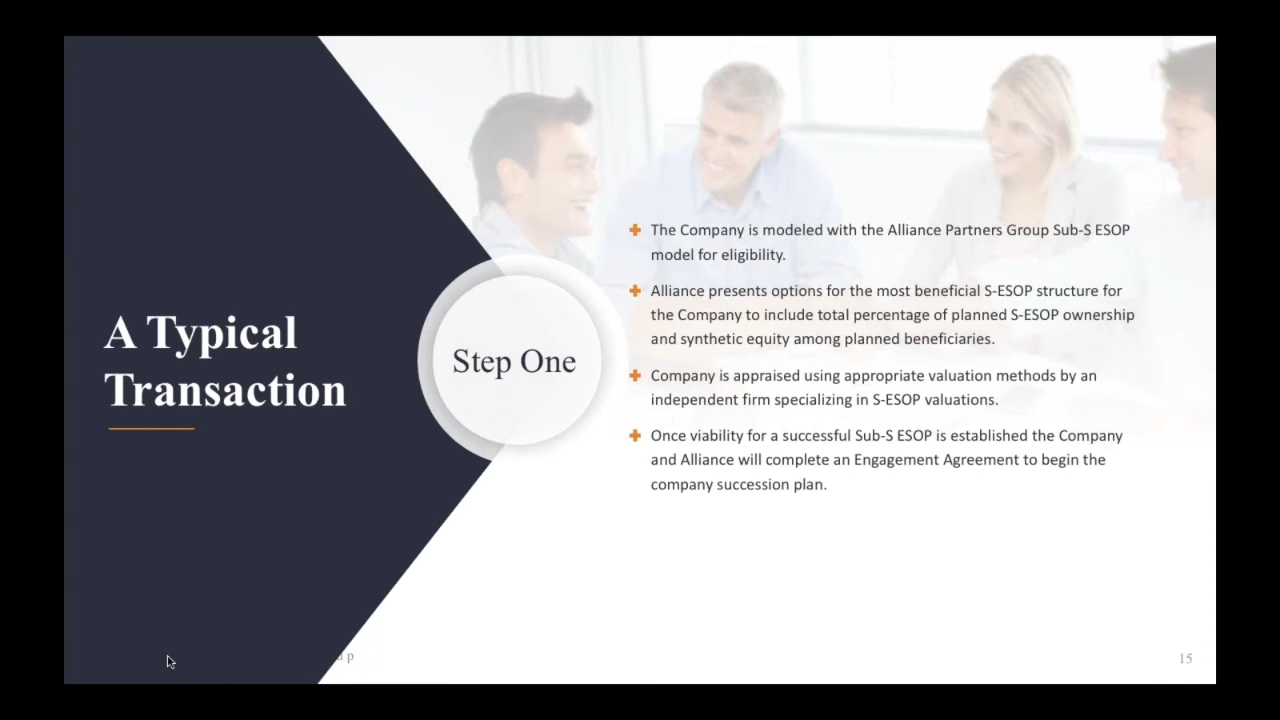 A Typical
Transaction
Step One
The Company is modeled with the Alliance Partners Group Sub-S ESOP
model for eligibility.
Alliance presents options for the most beneficial S-ESOP structure for
the Company to include total percentage of planned S-ESOP ownership
and synthetic equity among planned beneficiaries.
Company is appraised using appropriate valuation methods by an
independent firm specializing in S-ESOP valuations.
Once viability for a successful Sub-S ESOP is established the Company
and Alliance will complete an Engagement Agreement to begin the
company succession plan.
15